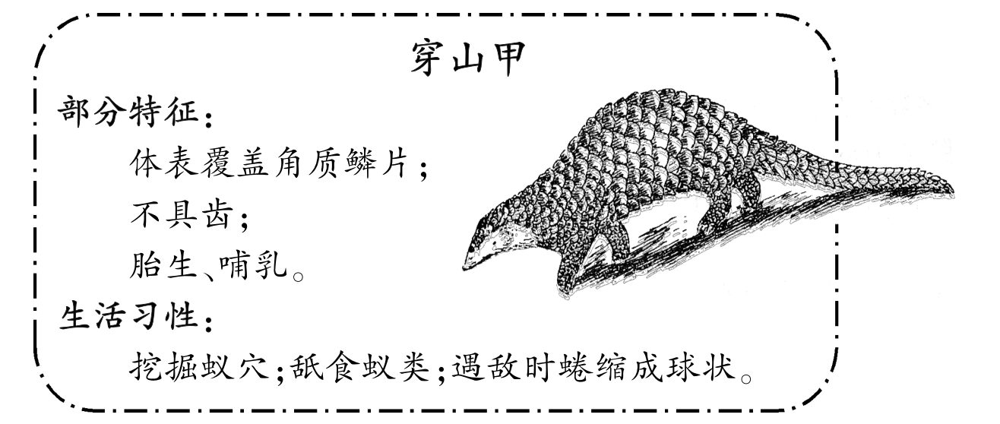 穿山甲
部分特征：
体表覆盖角质鳞片；
不具齿；
胎生、哺乳。
生活习性：
挖掘蚁穴；舐食蚁类；遇敌时蜷缩成球状。